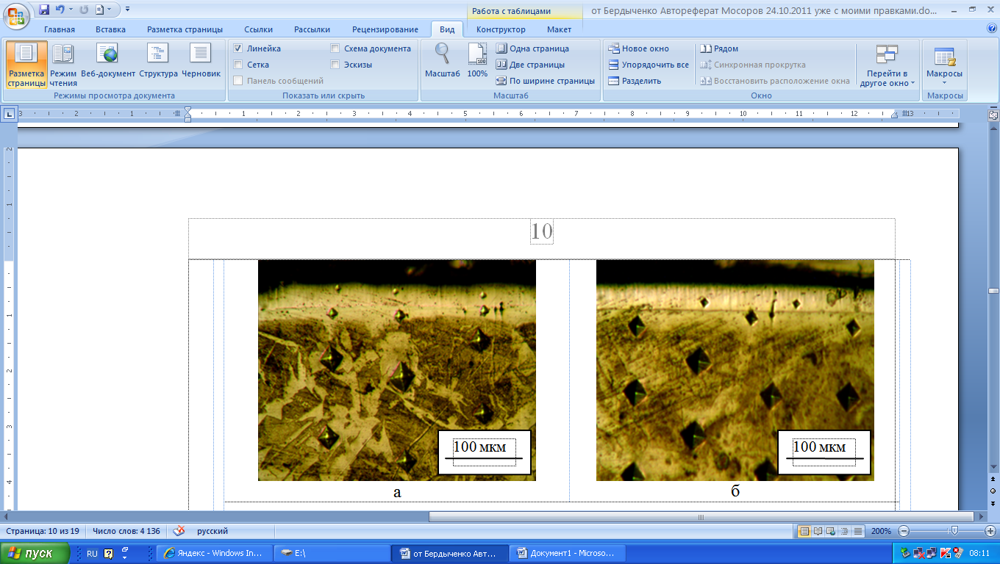 Работа с таблицами
от Бердыченко Автореферат Мосоров 24.10.2011 уже с моими правками.do...
Главная Вставка Разметка страницы Ссылки Рассылки Рецензирование Вид Конструктор Макет
Разметка страницы
Режим чтения
Веб-документ
Структура
Черновик
Режимы просмотра документа
Линейка
Сетка
Панель сообщений
Схема документа
Эскизы
Показать или скрыть
Масштаб
100%
Одна страница
Две страницы
По ширине страницы
Масштаб
Новое окно
Упорядочить все
Разделить
Рядом
Синхронная прокрутка
Восстановить расположение окна
Перейти в другое окно
Окно
Макросы
Макросы
3 2 1 1 2 3 4 5 6 7 8 9 10 11 12 13
2
1
1
2
3
4
10
100 мкм
100 мкм
а
б
Страница: 10 из 19 Число слов: 4 136 русский 200%
пуск RU Яндекс - Windows In... E:\ от Бердыченко Авт... Документ1 - Microso... 08:11